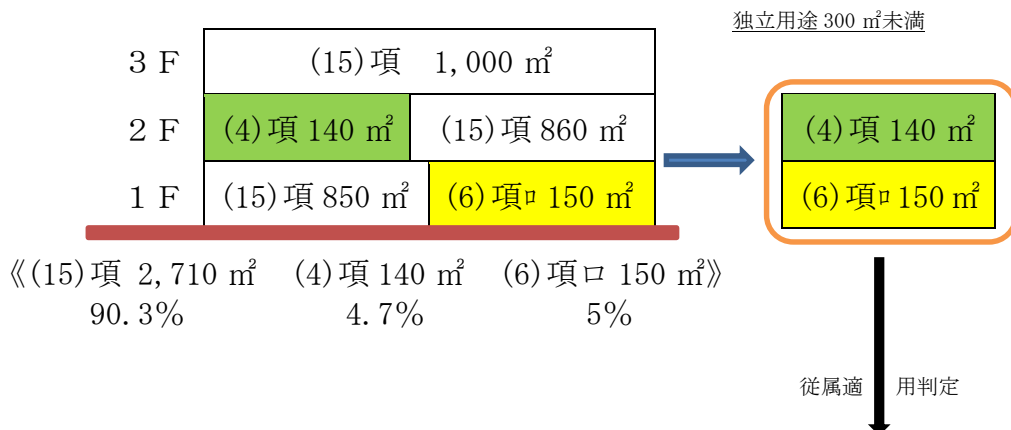 独立用途 300 ㎡未満
3F (15)項 1,000 ㎡
2F (4)項 140 ㎡ (15)項 860 ㎡
1F (15)項 850 ㎡ (6)項ロ 150 ㎡
(4)項 140 ㎡
(6)項ロ 150 ㎡
《(15)項 2,710 ㎡ (4)項 140 ㎡ (6)項ロ 150 ㎡》
90.3% 4.7% 5%
従属適用判定